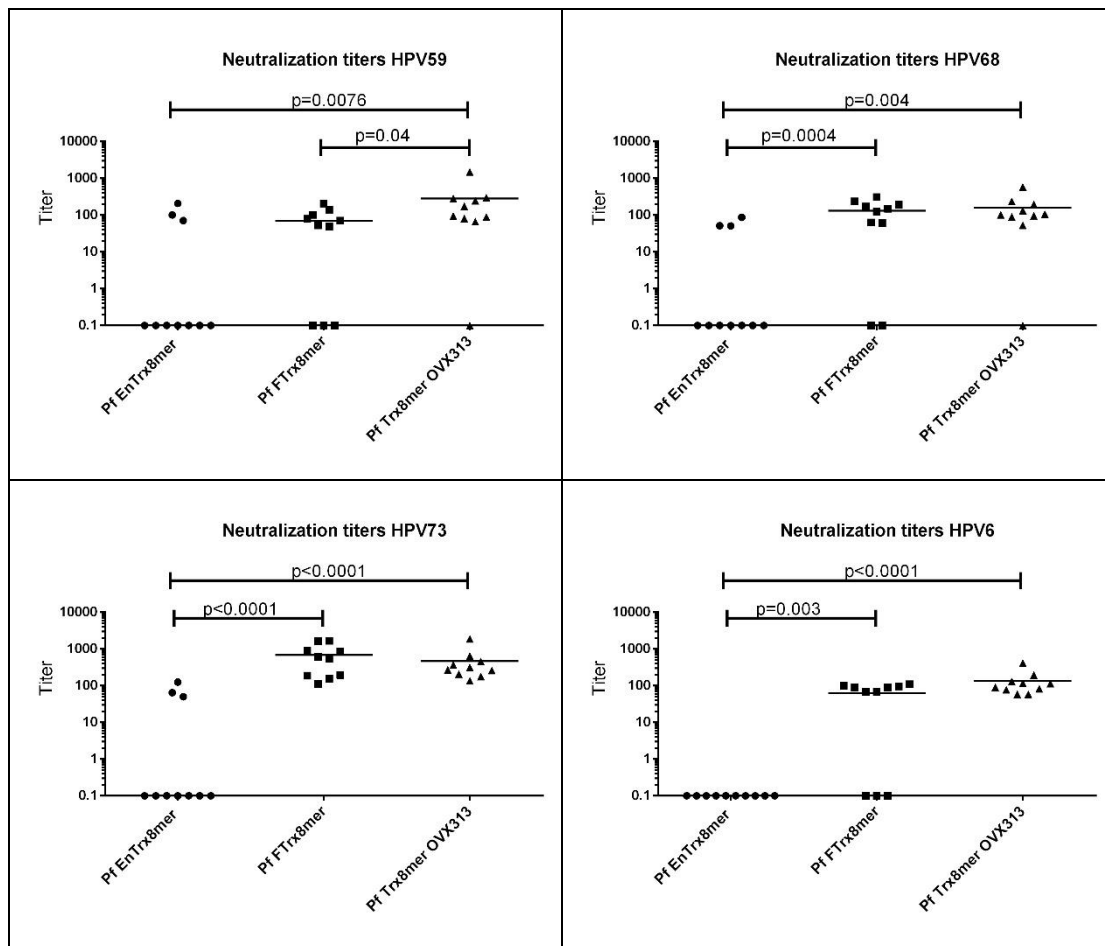 Neutralization titers HPV59
p=0.0076
p=0.04
10000
1000
100
10
1
0.1
Titer
Pf EnTrx8mer
Pf FTrx8mer
Pf Trx8mer OVX313
Neutralization titers HPV68
p=0.004
p=0.0004
10000
1000
100
10
1
0.1
Titer
Pf EnTrx8mer
Pf FTrx8mer
Pf Trx8mer OVX313
Neutralization titers HPV73
p<0.0001
p<0.0001
10000
1000
100
10
1
0.1
Titer
Pf EnTrx8mer
Pf FTrx8mer
Pf Trx8mer OVX313
Neutralization titers HPV6
p<0.0001
p=0.003
10000
1000
100
10
1
0.1
Titer
Pf EnTrx8mer
Pf FTrx8mer
Pf Trx8mer OVX313